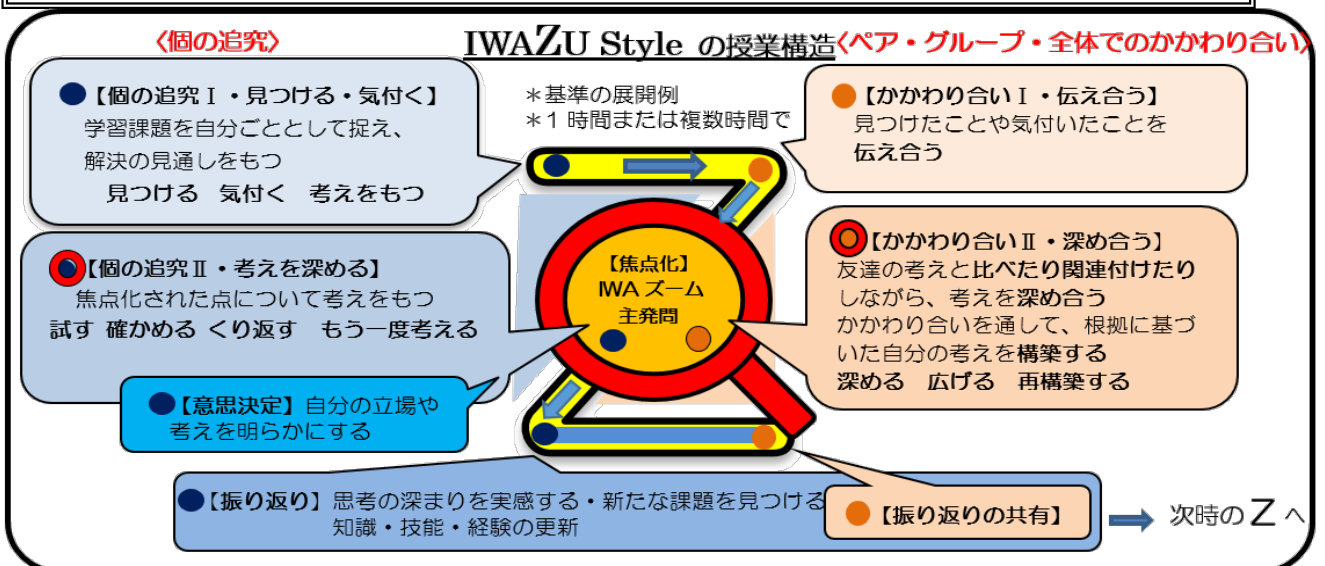 〈個の追究〉
IWAZU Style の授業構造
〈ペア・グループ・全体でのかかわり合い〉
【個の追究Ⅰ・見つける・気付く】
学習課題を自分ごととして捉え、
解決の見通しをもつ
見つける 気付く 考えをもつ
＊基準の展開例
＊1 時間または複数時間で
【かかわり合いⅠ・伝え合う】
見つけたことや気付いたことを
伝え合う
【個の追究Ⅱ・考えを深める】
焦点化された点について考えをもつ
試す 確かめる くり返す もう一度考える
【焦点化】
IWA ズーム
主発問
【かかわり合いⅡ・深め合う】
友達の考えと比べたり関連付けたり
しながら、考えを深め合う
かかわり合いを通して、根拠に基づ
いた自分の考えを構築する
深める 広げる 再構築する
【意思決定】自分の立場や
考えを明らかにする
【振り返り】思考の深まりを実感する・新たな課題を見つける
知識・技能・経験の更新
【振り返りの共有】
次時の Z へ